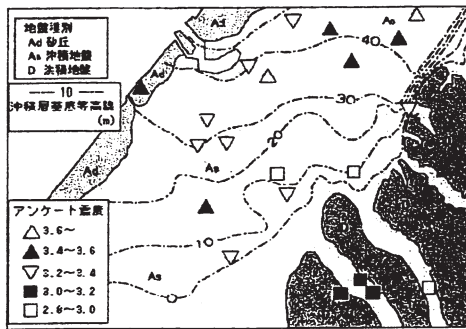 地盤種別
Ad 砂丘
As 沖積地盤
D 洪積地盤
10
沖積層基底等高線
(m)
Ad
As
40
Ad
30
Ad
20
As
10
As
0
アンケート震度
3.6~
3.4~3.6
3.2~3.4
3.0~3.2
2.8~3.0